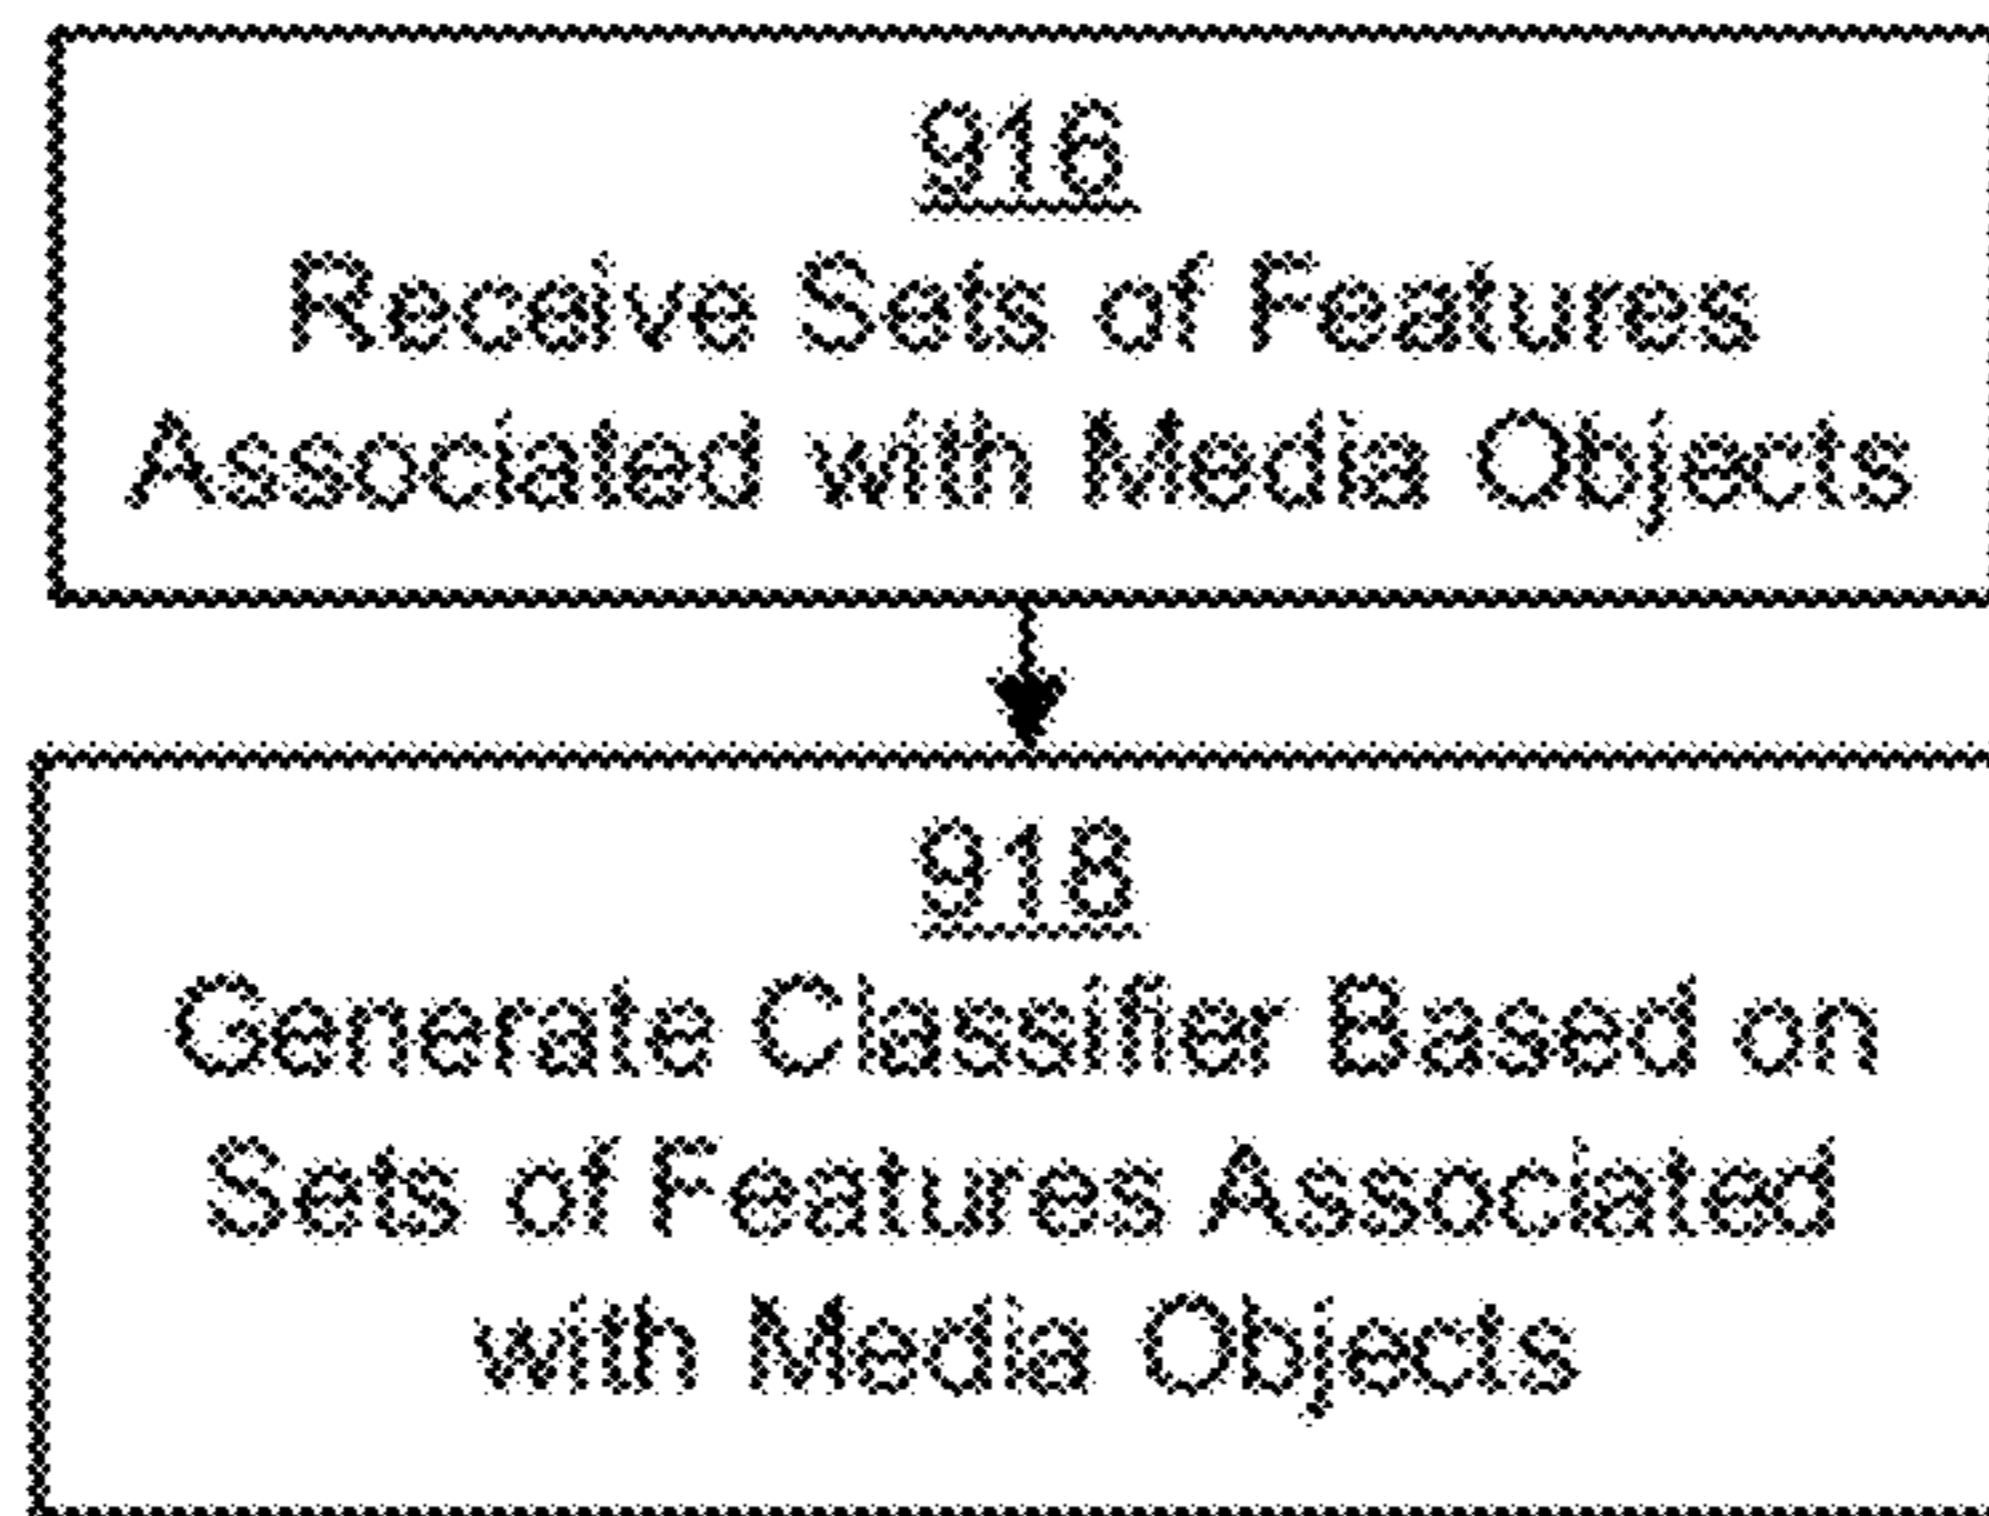 916
Receive Sets of Features
Associated with Media Objects
918
Generate Classifier Based on
Sets of Features Associated
with Media Objects